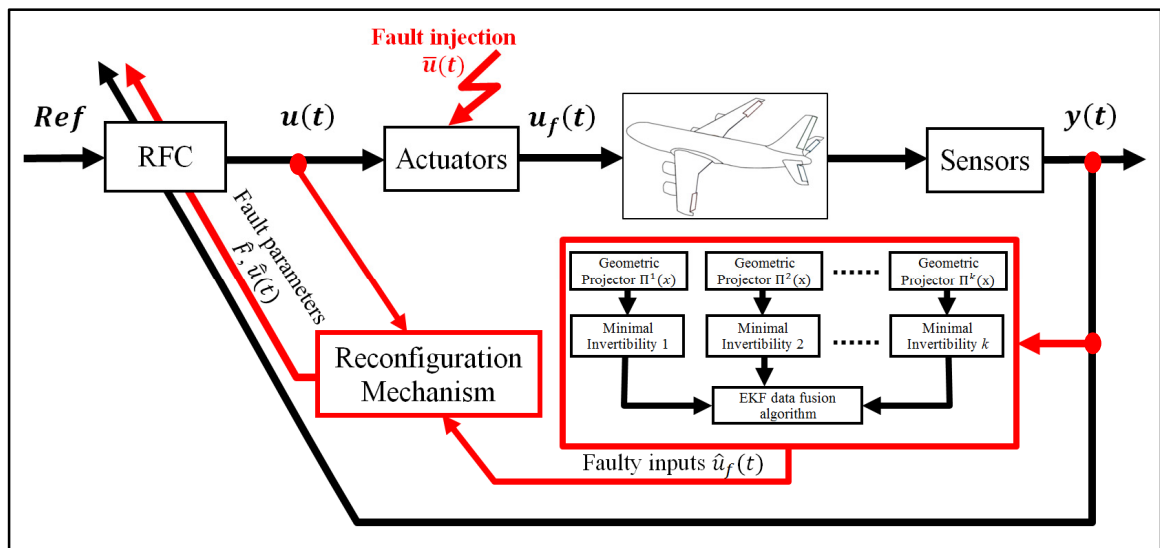 Fault injection
u̅(t)
Ref
u(t)
u_f(t)
y(t)
RFC
Actuators
Sensors
Fault parameters
F̂, û̅(t)
Geometric
Projector Π¹(x)
Geometric
Projector Π²(x)
Geometric
Projector Πᵏ(x)
Minimal
Invertibility 1
Minimal
Invertibility 2
Minimal
Invertibility k
EKF data fusion
algorithm
Reconfiguration
Mechanism
Faulty inputs û_f(t)